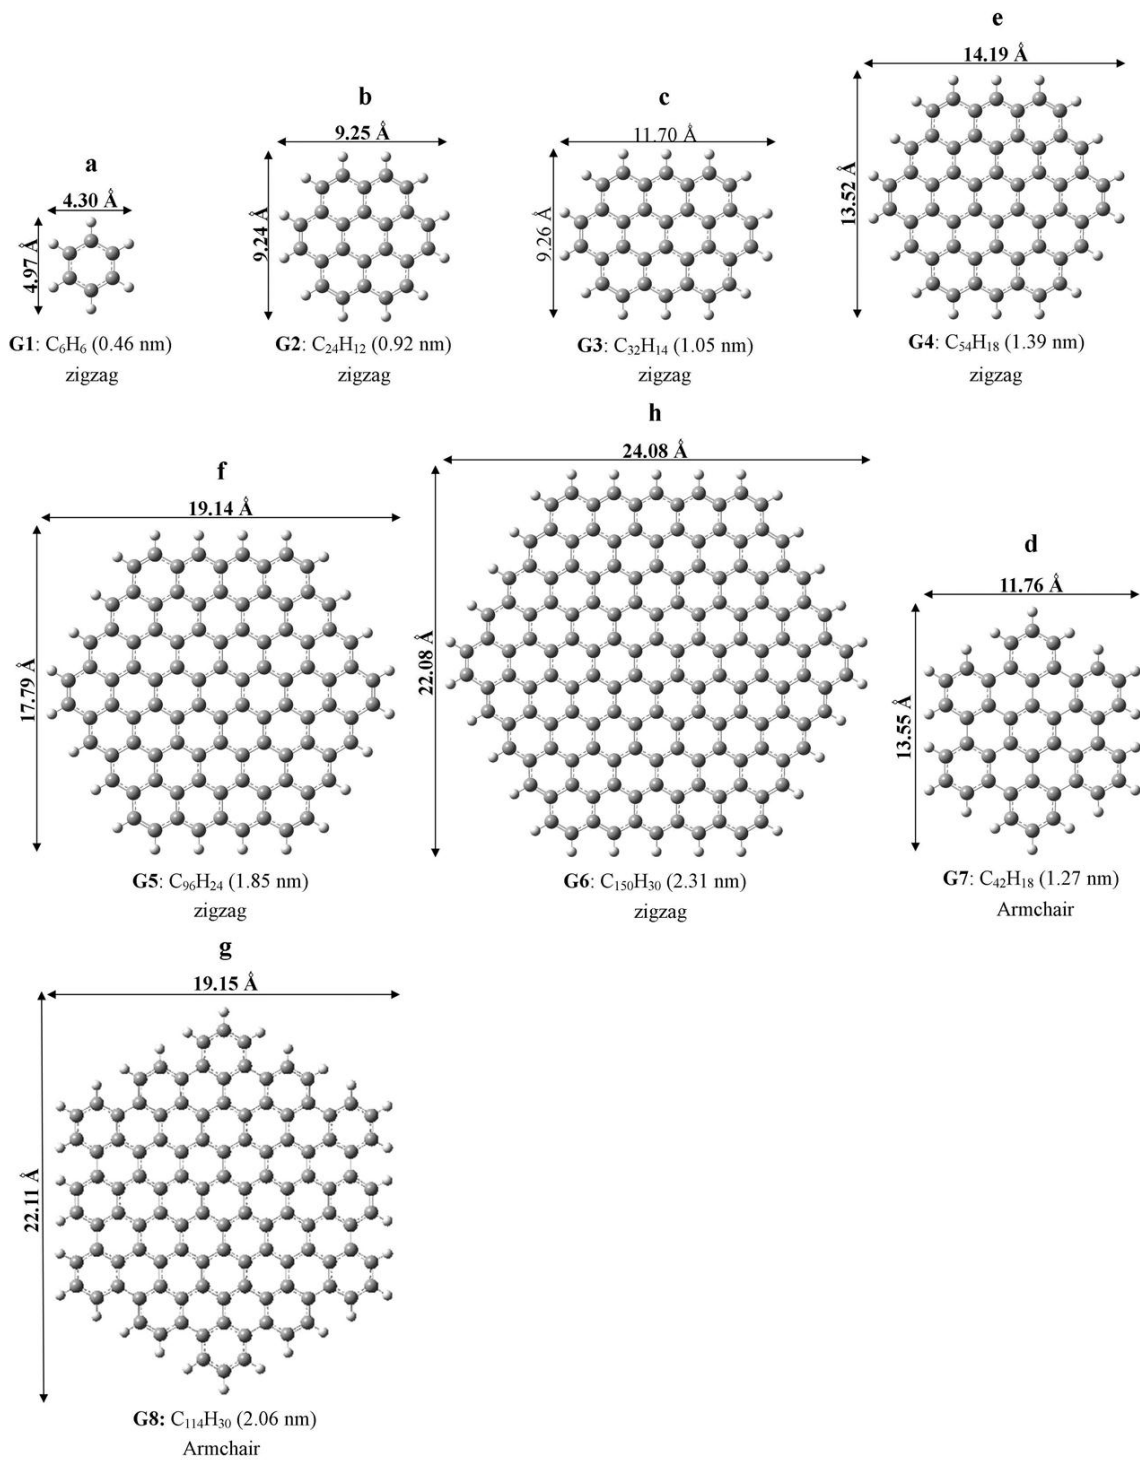 a
4.30 Å
4.97 Å
G1: C₆H₆ (0.46 nm)
zigzag
b
9.25 Å
9.24 Å
G2: C₂₄H₁₂ (0.92 nm)
zigzag
c
11.70 Å
9.26 Å
G3: C₃₂H₁₄ (1.05 nm)
zigzag
e
14.19 Å
13.52 Å
G4: C₅₄H₁₈ (1.39 nm)
zigzag
f
19.14 Å
17.79 Å
G5: C₉₆H₂₄ (1.85 nm)
zigzag
h
24.08 Å
22.08 Å
G6: C₁₅₀H₃₀ (2.31 nm)
zigzag
d
11.76 Å
13.55 Å
G7: C₄₂H₁₈ (1.27 nm)
Armchair
g
19.15 Å
22.11 Å
G8: C₁₁₄H₃₀ (2.06 nm)
Armchair